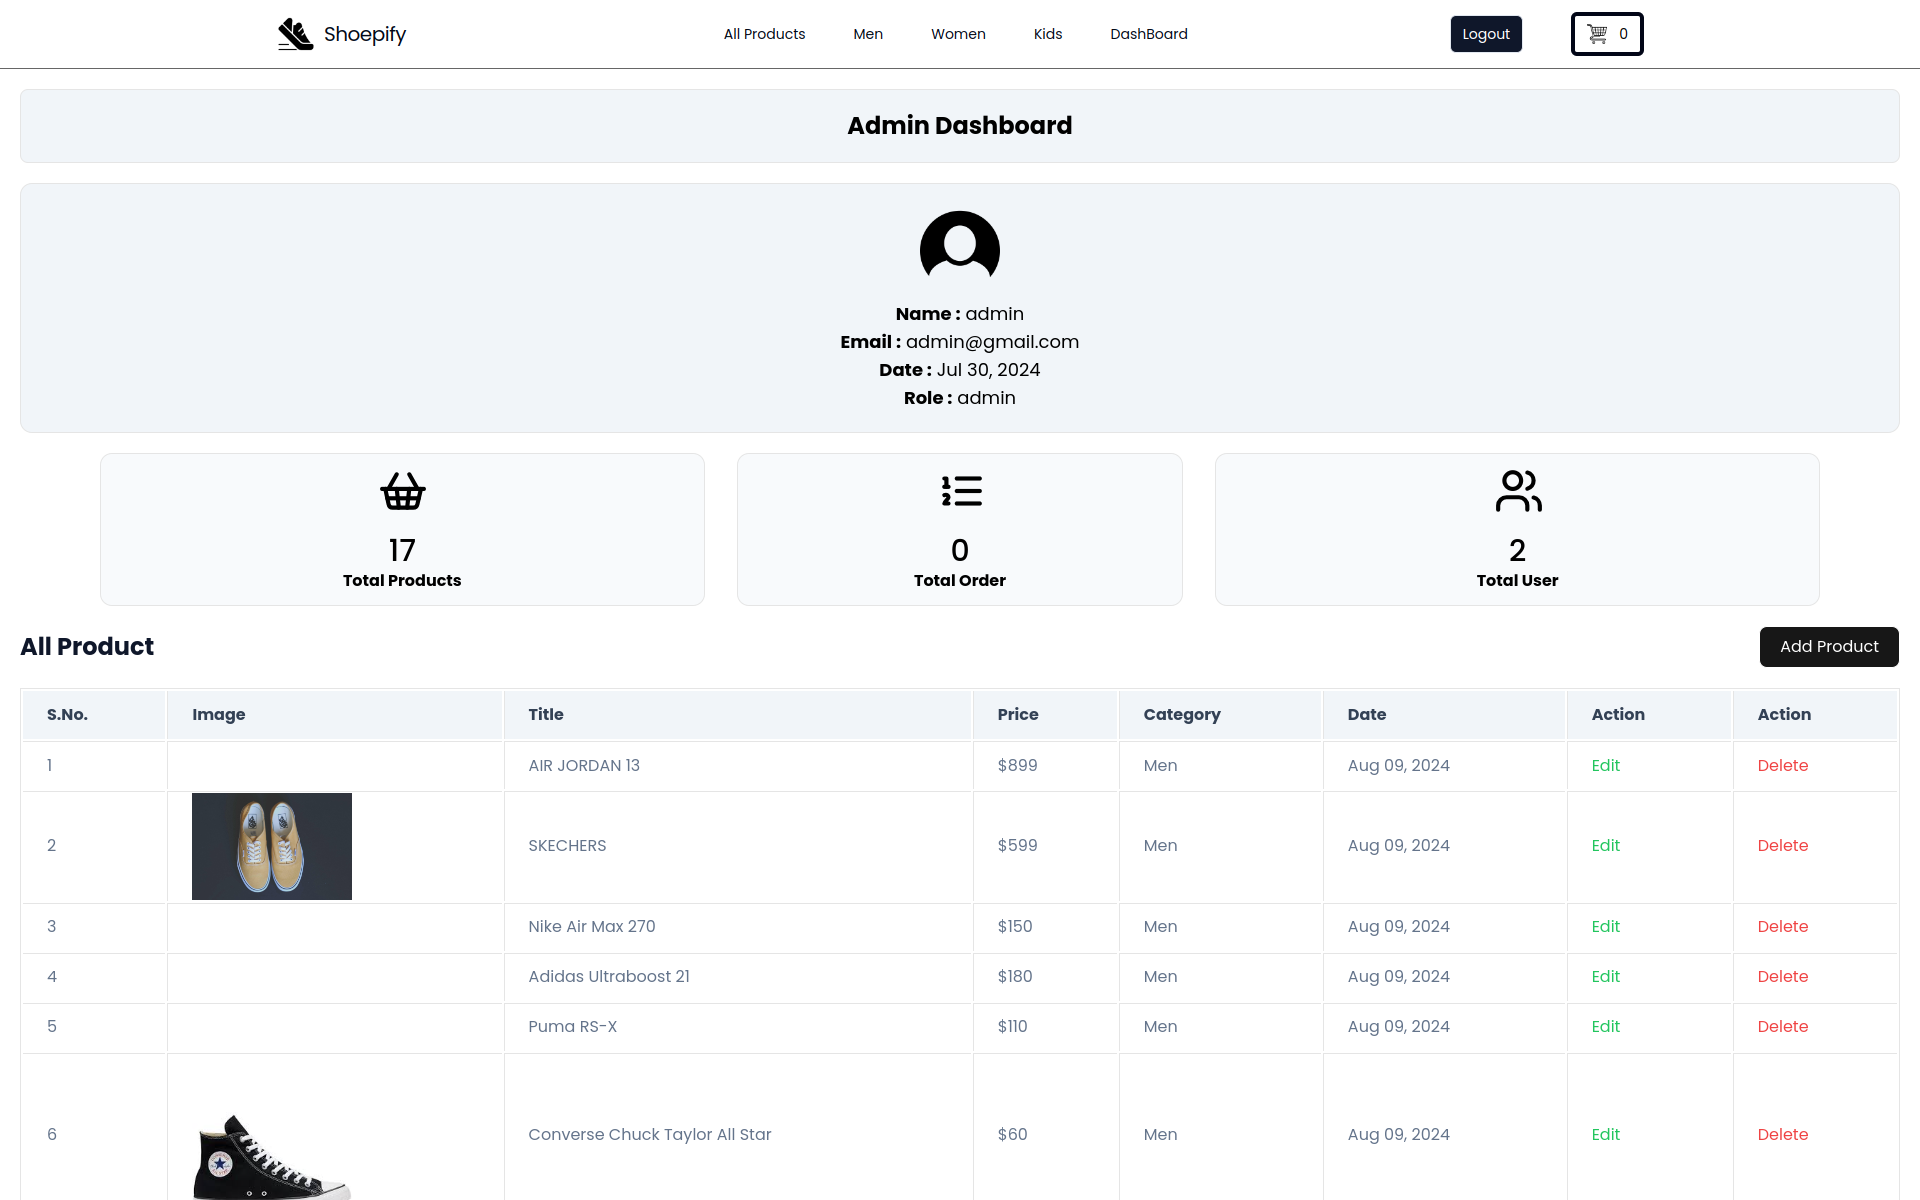 Shoepify All Products Men Women Kids DashBoard Logout 0
Admin Dashboard
Name : admin
Email : admin@gmail.com
Date : Jul 30, 2024
Role : admin
17
Total Products
0
Total Order
2
Total User
All Product Add Product
S.No. Image Title Price Category Date Action Action
1 AIR JORDAN 13 $899 Men Aug 09, 2024 Edit Delete
2 SKECHERS $599 Men Aug 09, 2024 Edit Delete
3 Nike Air Max 270 $150 Men Aug 09, 2024 Edit Delete
4 Adidas Ultraboost 21 $180 Men Aug 09, 2024 Edit Delete
5 Puma RS-X $110 Men Aug 09, 2024 Edit Delete
6 Converse Chuck Taylor All Star $60 Men Aug 09, 2024 Edit Delete